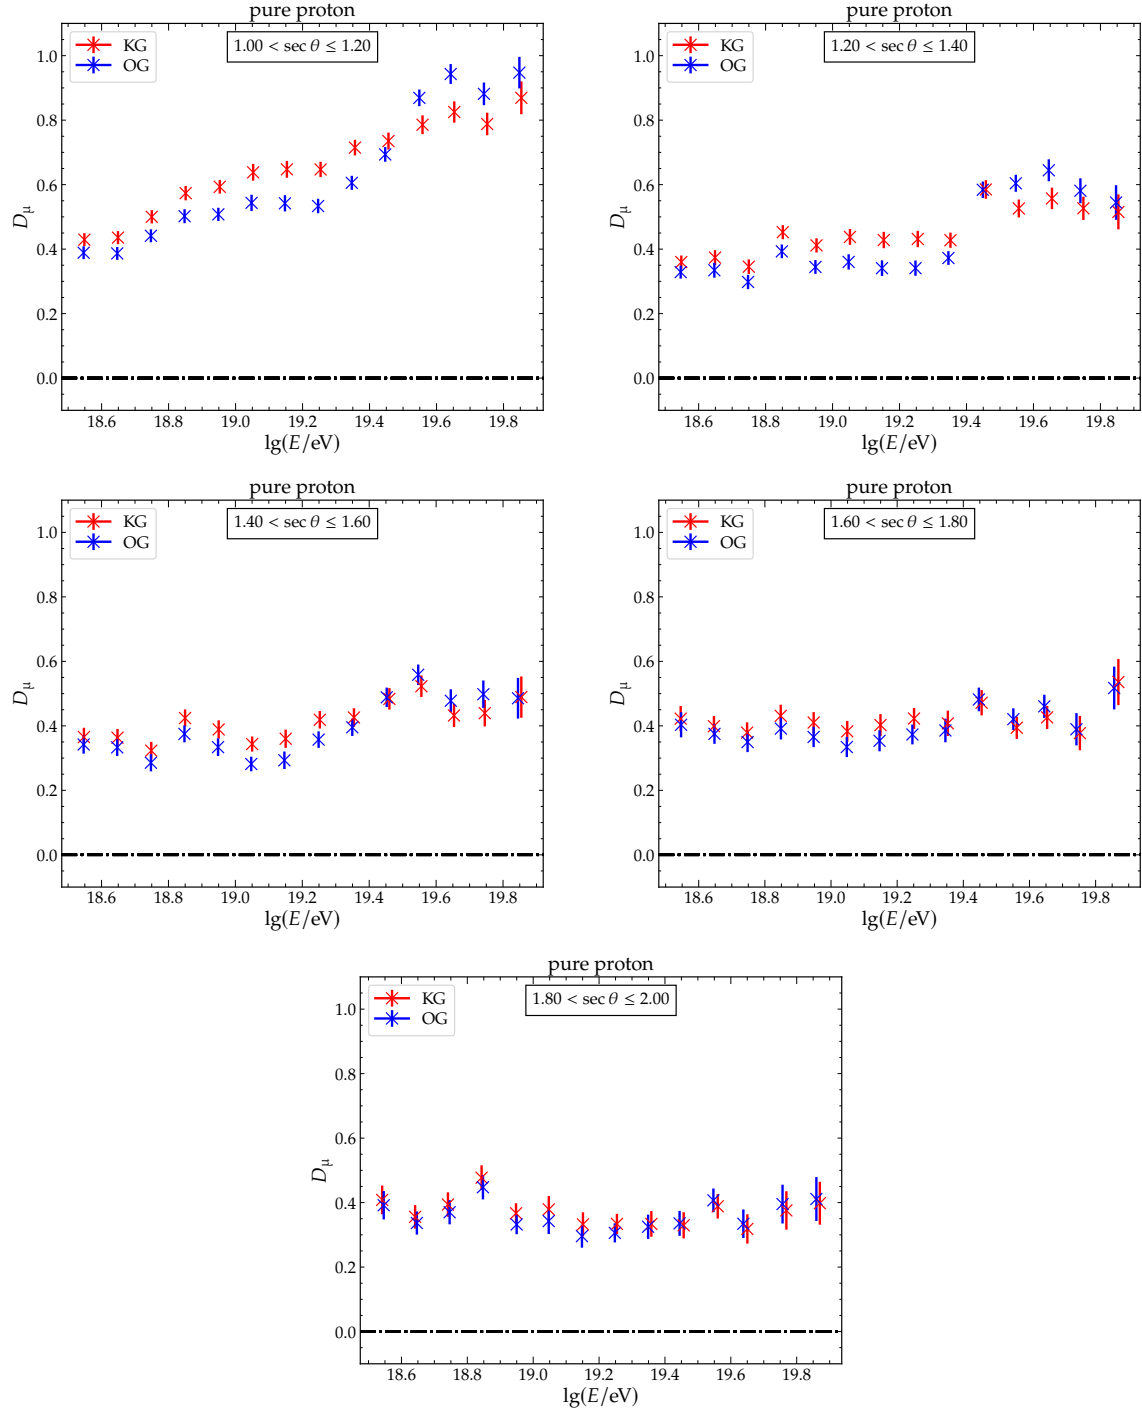 pure proton
KG
OG
1.00 < sec θ ≤ 1.20
1.0
0.8
0.6
0.4
0.2
0.0
D_μ
18.6 18.8 19.0 19.2 19.4 19.6 19.8
lg(E/eV)
pure proton
KG
OG
1.20 < sec θ ≤ 1.40
1.0
0.8
0.6
0.4
0.2
0.0
D_μ
18.6 18.8 19.0 19.2 19.4 19.6 19.8
lg(E/eV)
pure proton
KG
OG
1.40 < sec θ ≤ 1.60
1.0
0.8
0.6
0.4
0.2
0.0
D_μ
18.6 18.8 19.0 19.2 19.4 19.6 19.8
lg(E/eV)
pure proton
KG
OG
1.60 < sec θ ≤ 1.80
1.0
0.8
0.6
0.4
0.2
0.0
D_μ
18.6 18.8 19.0 19.2 19.4 19.6 19.8
lg(E/eV)
pure proton
KG
OG
1.80 < sec θ ≤ 2.00
1.0
0.8
0.6
0.4
0.2
0.0
D_μ
18.6 18.8 19.0 19.2 19.4 19.6 19.8
lg(E/eV)